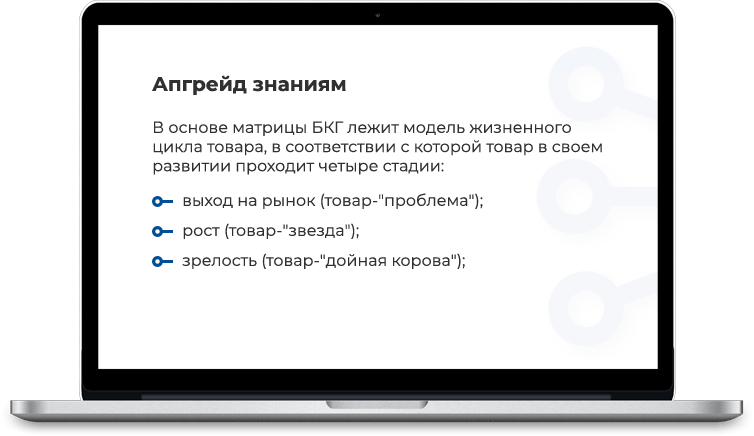 Апгрейд знаниям
В основе матрицы БКГ лежит модель жизненного
цикла товара, в соответствии с которой товар в своем
развитии проходит четыре стадии:
выход на рынок (товар-"проблема");
рост (товар-"звезда");
зрелость (товар-"дойная корова");